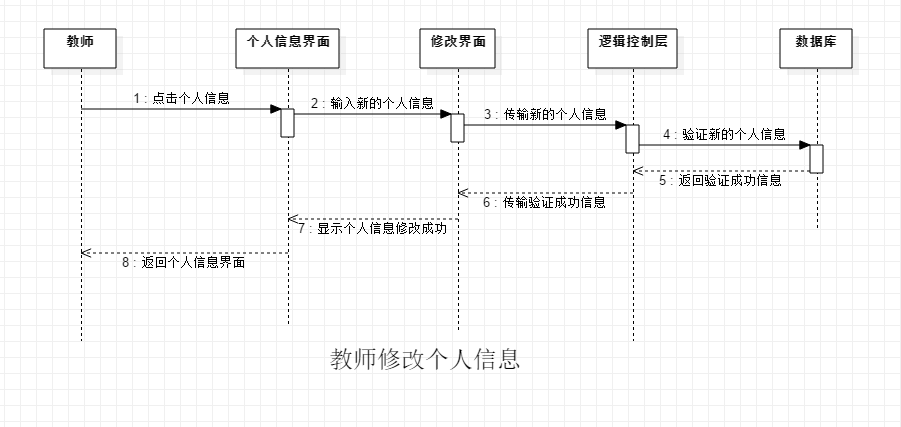 教师
个人信息界面
修改界面
逻辑控制层
数据库
1 : 点击个人信息
2 : 输入新的个人信息
3 : 传输新的个人信息
4 : 验证新的个人信息
5 : 返回验证成功信息
6 : 传输验证成功信息
7 : 显示个人信息修改成功
8 : 返回个人信息界面
教师修改个人信息